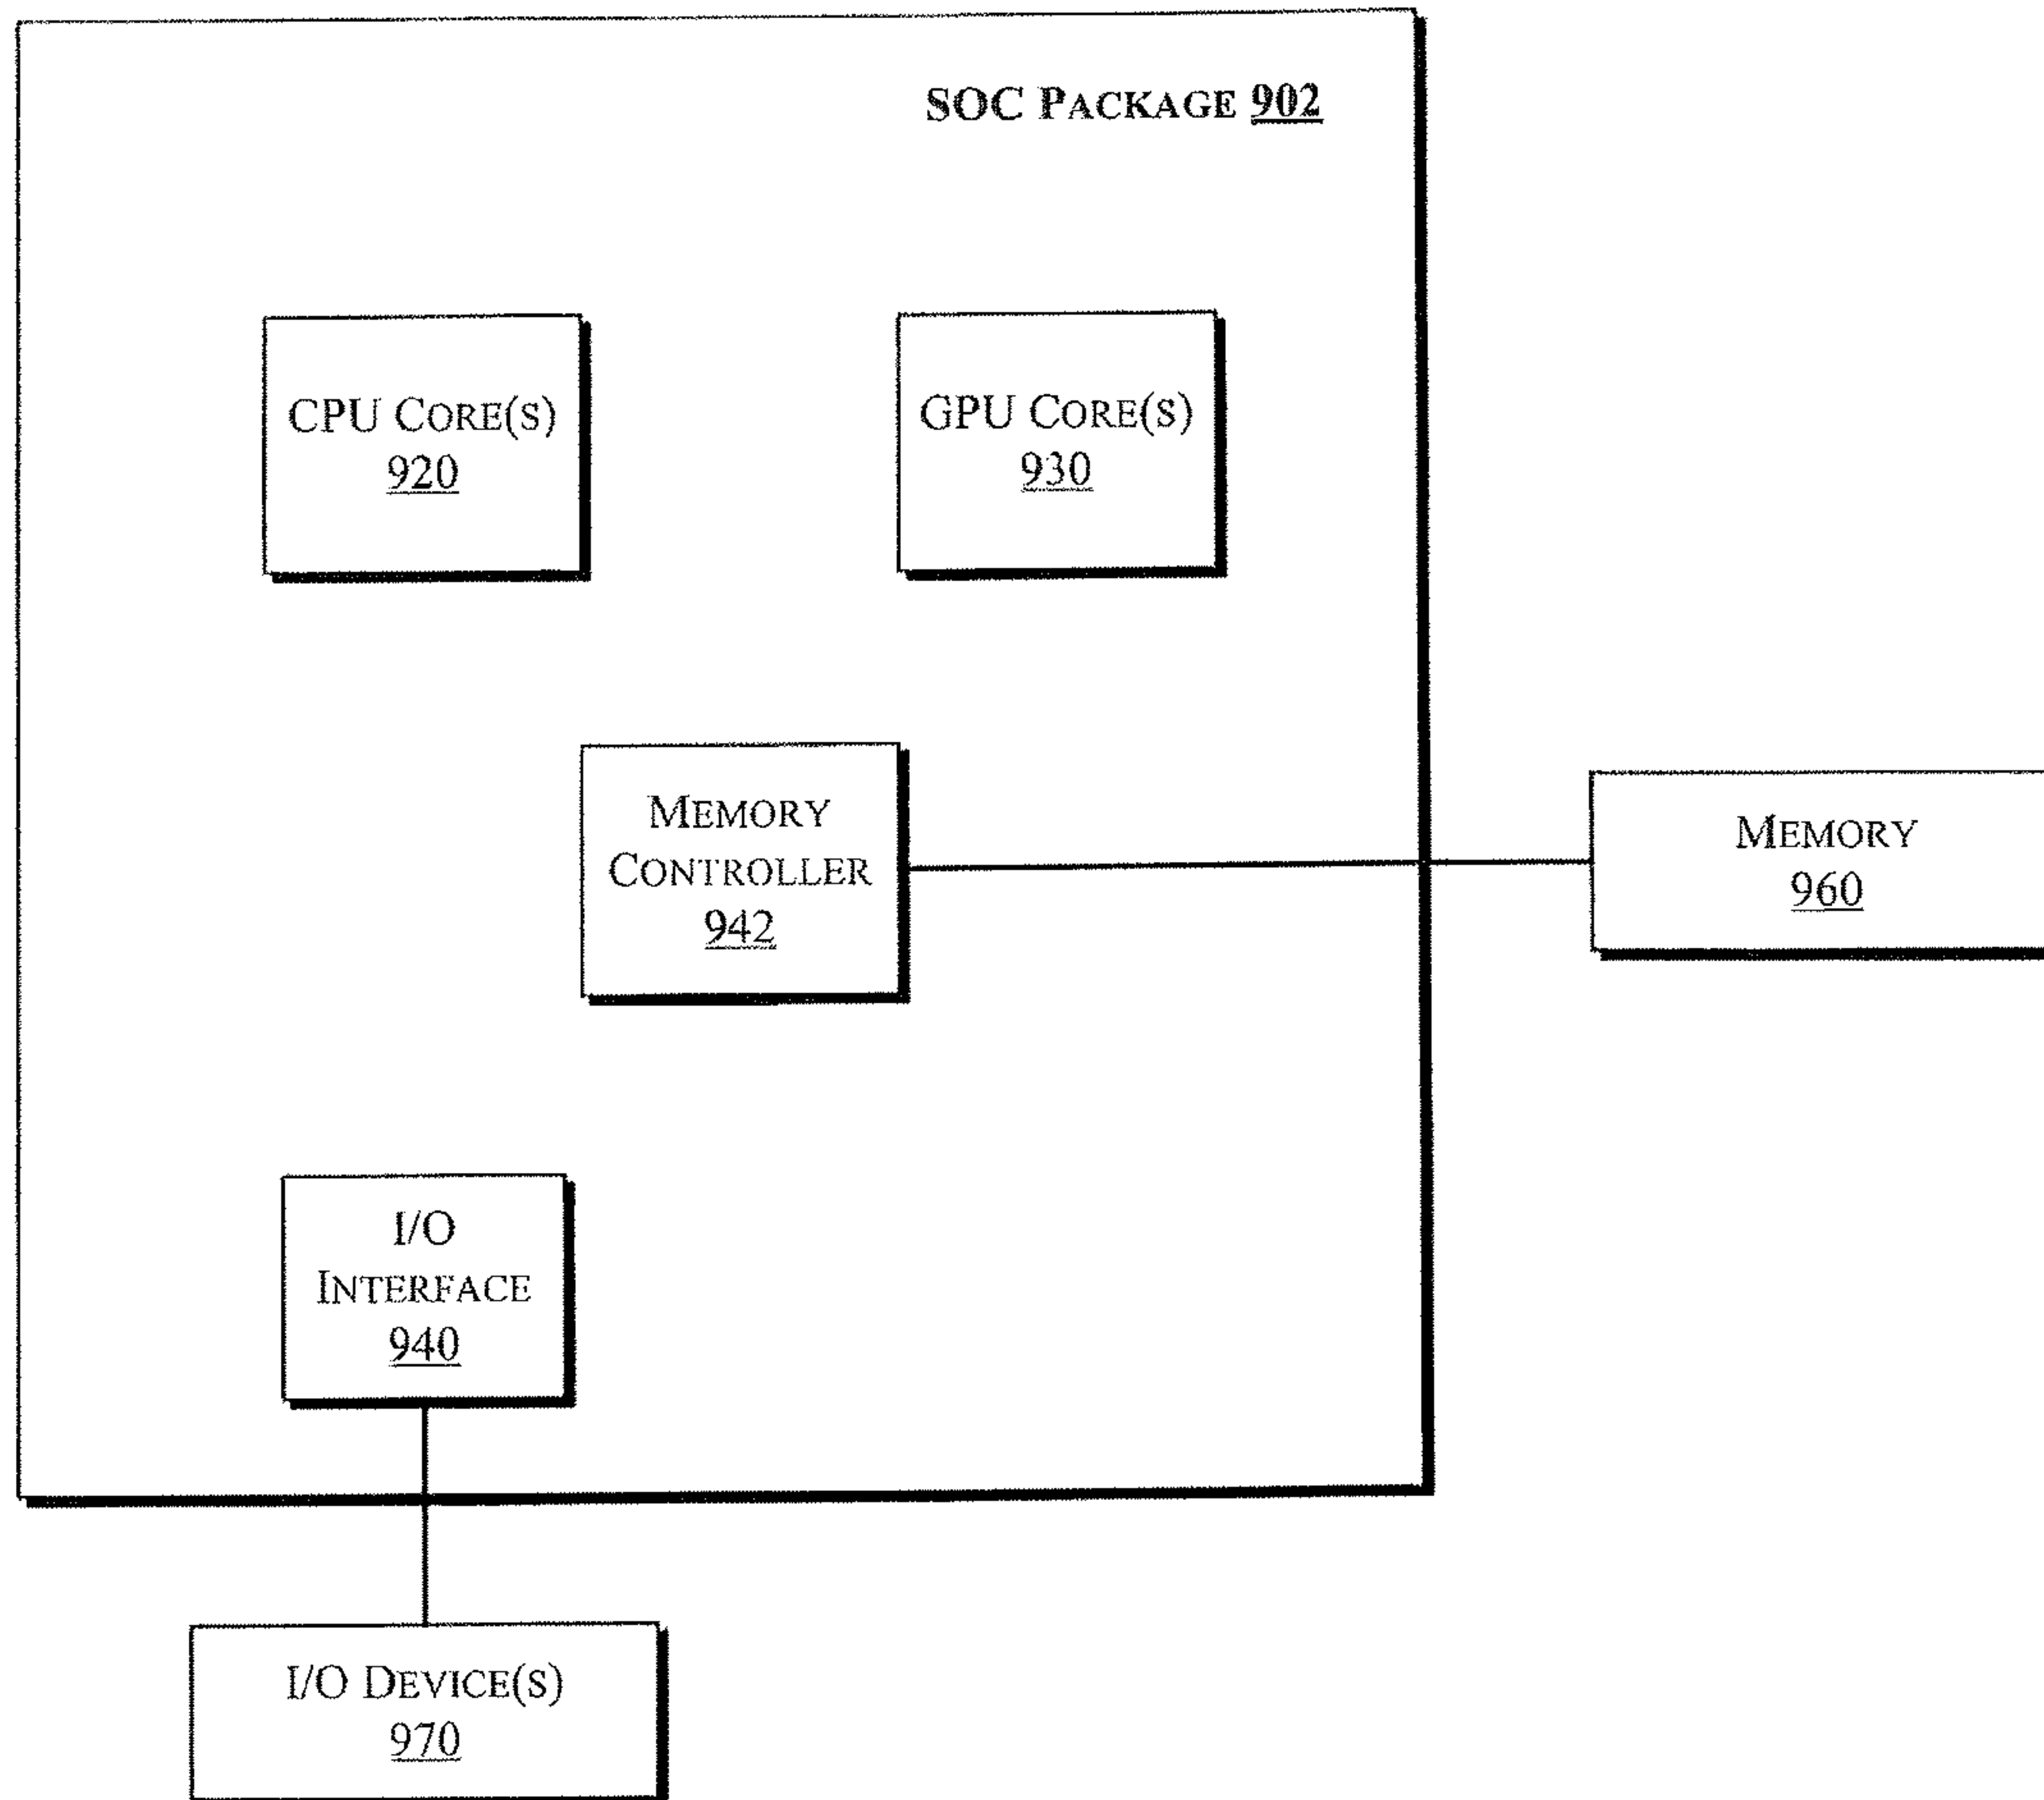 SOC PACKAGE 902
CPU CORE(S)
920
GPU CORE(S)
930
MEMORY
CONTROLLER
942
MEMORY
960
I/O
INTERFACE
940
I/O DEVICE(S)
970